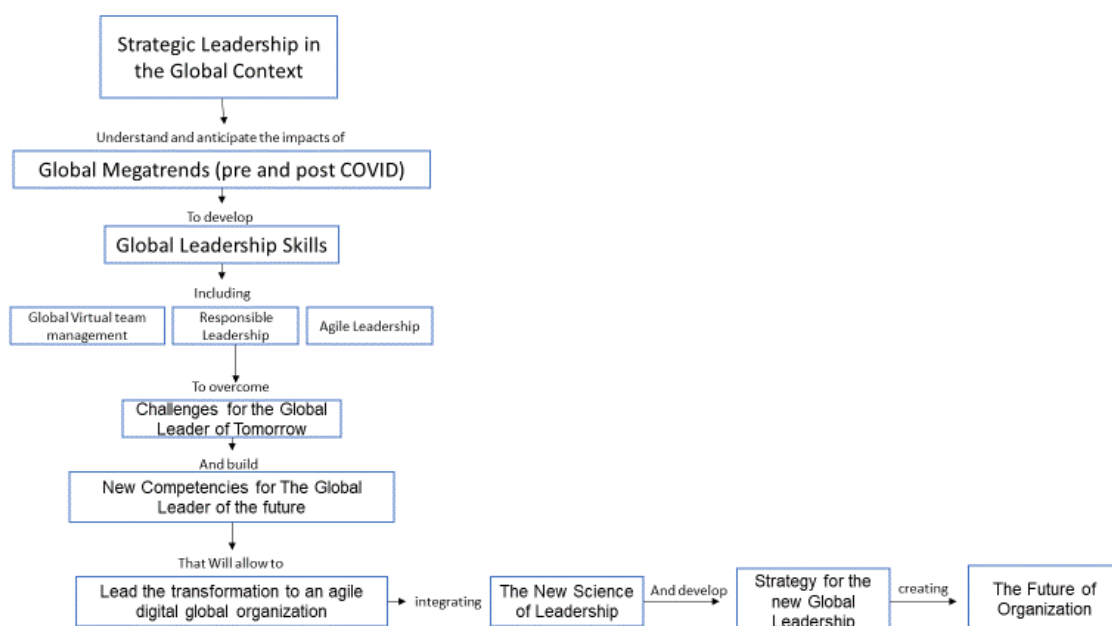 Strategic Leadership in
the Global Context
Understand and anticipate the impacts of
Global Megatrends (pre and post COVID)
To develop
Global Leadership Skills
Including
Global Virtual team
management
Responsible
Leadership
Agile Leadership
To overcome
Challenges for the Global
Leader of Tomorrow
And build
New Competencies for The Global
Leader of the future
That Will allow to
Lead the transformation to an agile
digital global organization
integrating
The New Science
of Leadership
And develop
Strategy for the
new Global
Leadership
creating
The Future of
Organization